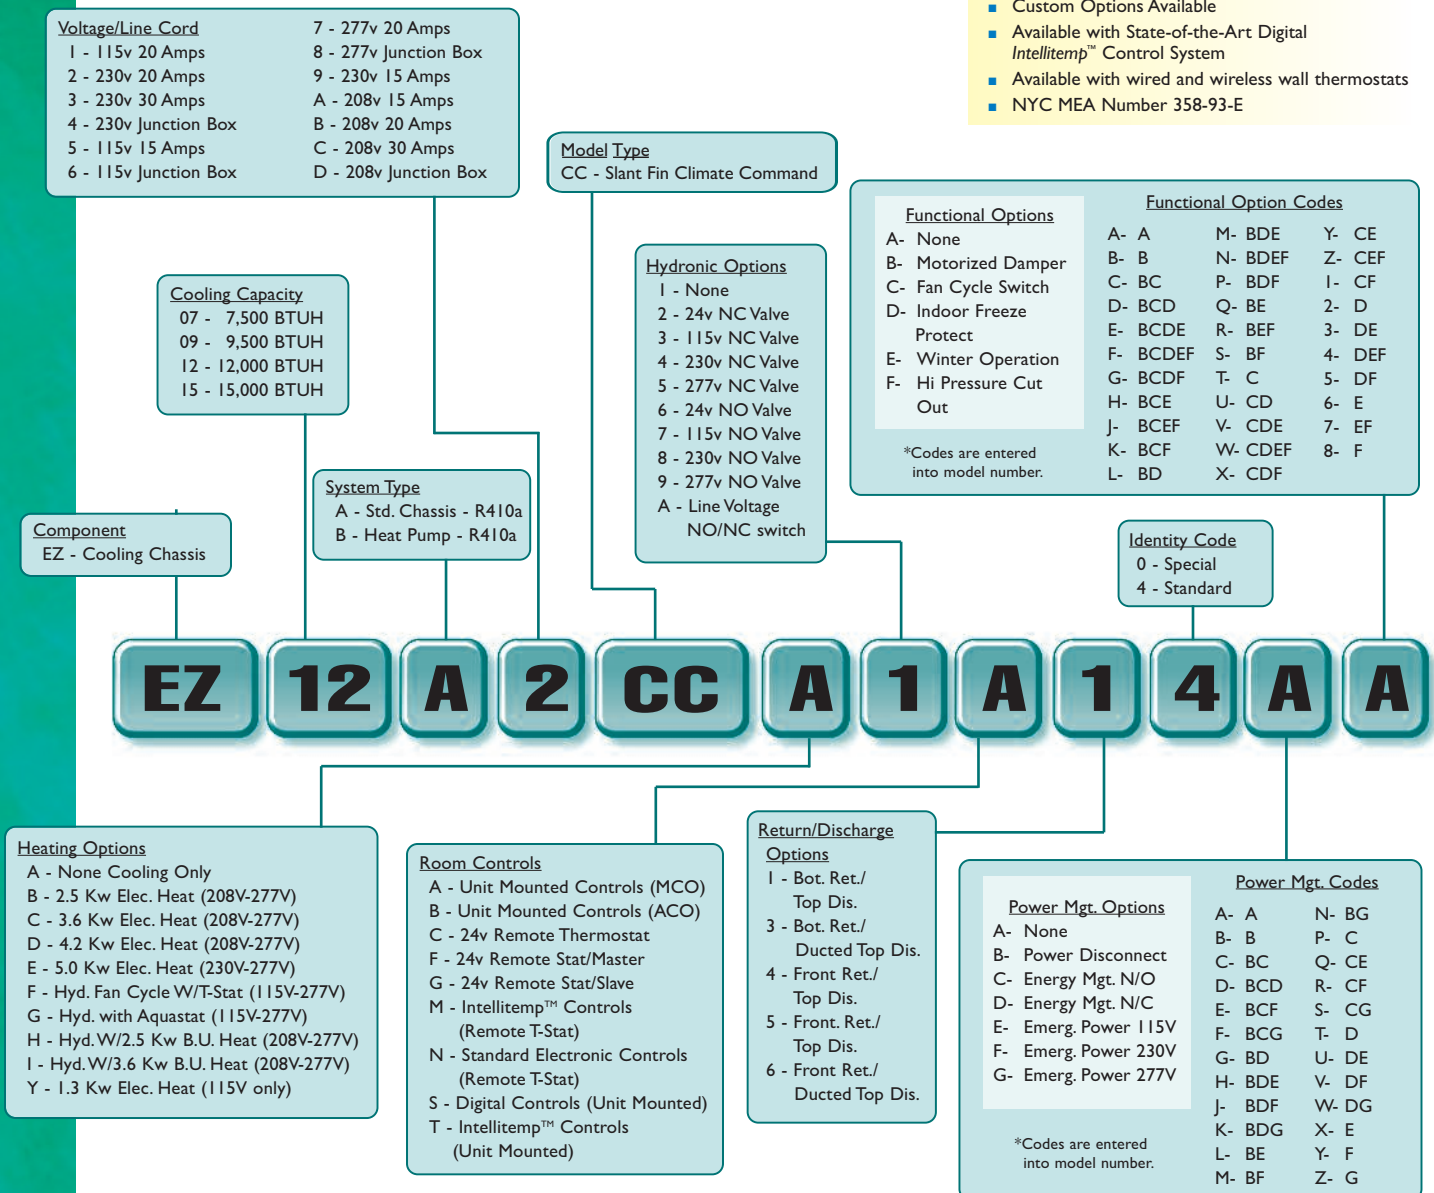 Custom Options Available
Available with State-of-the-Art Digital
Intellitemp™ Control System
Available with wired and wireless wall thermostats
NYC MEA Number 358-93-E
Voltage/Line Cord
1 - 115v 20 Amps
2 - 230v 20 Amps
3 - 230v 30 Amps
4 - 230v Junction Box
5 - 115v 15 Amps
6 - 115v Junction Box
7 - 277v 20 Amps
8 - 277v Junction Box
9 - 230v 15 Amps
A - 208v 15 Amps
B - 208v 20 Amps
C - 208v 30 Amps
D - 208v Junction Box
Model Type
CC - Slant Fin Climate Command
Cooling Capacity
07 - 7,500 BTUH
09 - 9,500 BTUH
12 - 12,000 BTUH
15 - 15,000 BTUH
Hydronic Options
1 - None
2 - 24v NC Valve
3 - 115v NC Valve
4 - 230v NC Valve
5 - 277v NC Valve
6 - 24v NO Valve
7 - 115v NO Valve
8 - 230v NO Valve
9 - 277v NO Valve
A - Line Voltage
NO/NC switch
Functional Options
A- None
B- Motorized Damper
C- Fan Cycle Switch
D- Indoor Freeze
Protect
E- Winter Operation
F- Hi Pressure Cut
Out
*Codes are entered
into model number.
Functional Option Codes
A- A
B- B
C- BC
D- BCD
E- BCDE
F- BCDEF
G- BCDF
H- BCE
J- BCEF
K- BCF
L- BD
M- BDE
N- BDEF
P- BDF
Q- BE
R- BEF
S- BF
T- C
U- CD
V- CDE
W- CDEF
X- CDF
Y- CE
Z- CEF
1- CF
2- D
3- DE
4- DEF
5- DF
6- E
7- EF
8- F
System Type
A - Std. Chassis - R410a
B - Heat Pump - R410a
Component
EZ - Cooling Chassis
Identity Code
0 - Special
4 - Standard
EZ 12 A 2 CC A 1 A 1 4 A A
Heating Options
A - None Cooling Only
B - 2.5 Kw Elec. Heat (208V-277V)
C - 3.6 Kw Elec. Heat (208V-277V)
D - 4.2 Kw Elec. Heat (208V-277V)
E - 5.0 Kw Elec. Heat (230V-277V)
F - Hyd. Fan Cycle W/T-Stat (115V-277V)
G - Hyd. with Aquastat (115V-277V)
H - Hyd. W/2.5 Kw B.U. Heat (208V-277V)
I - Hyd. W/3.6 Kw B.U. Heat (208V-277V)
Y - 1.3 Kw Elec. Heat (115V only)
Room Controls
A - Unit Mounted Controls (MCO)
B - Unit Mounted Controls (ACO)
C - 24v Remote Thermostat
F - 24v Remote Stat/Master
G - 24v Remote Stat/Slave
M - Intellitemp™ Controls
(Remote T-Stat)
N - Standard Electronic Controls
(Remote T-Stat)
S - Digital Controls (Unit Mounted)
T - Intellitemp™ Controls
(Unit Mounted)
Return/Discharge
Options
1 - Bot. Ret./
Top Dis.
3 - Bot. Ret./
Ducted Top Dis.
4 - Front Ret./
Top Dis.
5 - Front. Ret./
Top Dis.
6 - Front Ret./
Ducted Top Dis.
Power Mgt. Options
A- None
B- Power Disconnect
C- Energy Mgt. N/O
D- Energy Mgt. N/C
E- Emerg. Power 115V
F- Emerg. Power 230V
G- Emerg. Power 277V
*Codes are entered
into model number.
Power Mgt. Codes
A- A
B- B
C- BC
D- BCD
E- BCF
F- BCG
G- BD
H- BDE
J- BDF
K- BDG
L- BE
M- BF
N- BG
P- C
Q- CE
R- CF
S- CG
T- D
U- DE
V- DF
W- DG
X- E
Y- F
Z- G